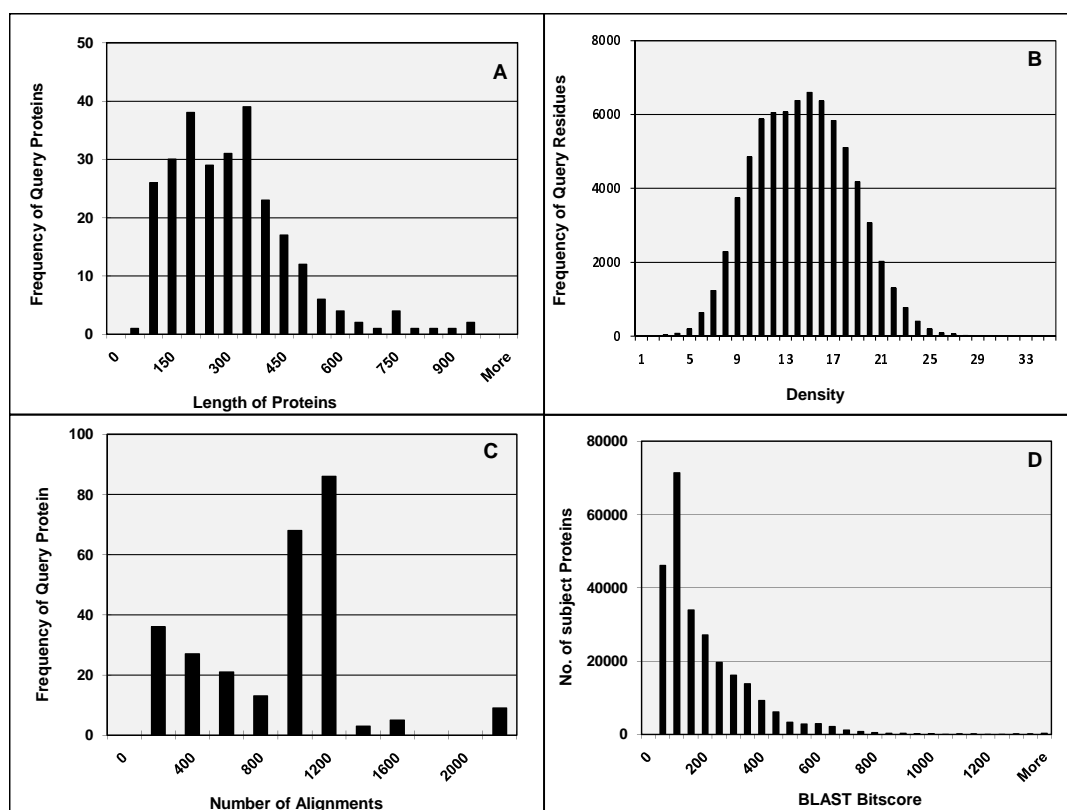 A
Frequency of Query Proteins
50
40
30
20
10
0
0 150 300 450 600 750 900 More
Length of Proteins
B
Frequency of Query Residues
8000
6000
4000
2000
0
1 5 9 13 17 21 25 29 33
Density
C
Frequency of Query Protein
100
80
60
40
20
0
0 400 800 1200 1600 2000
Number of Alignments
D
No. of subject Proteins
80000
60000
40000
20000
0
0 200 400 600 800 1000 1200 More
BLAST Bitscore